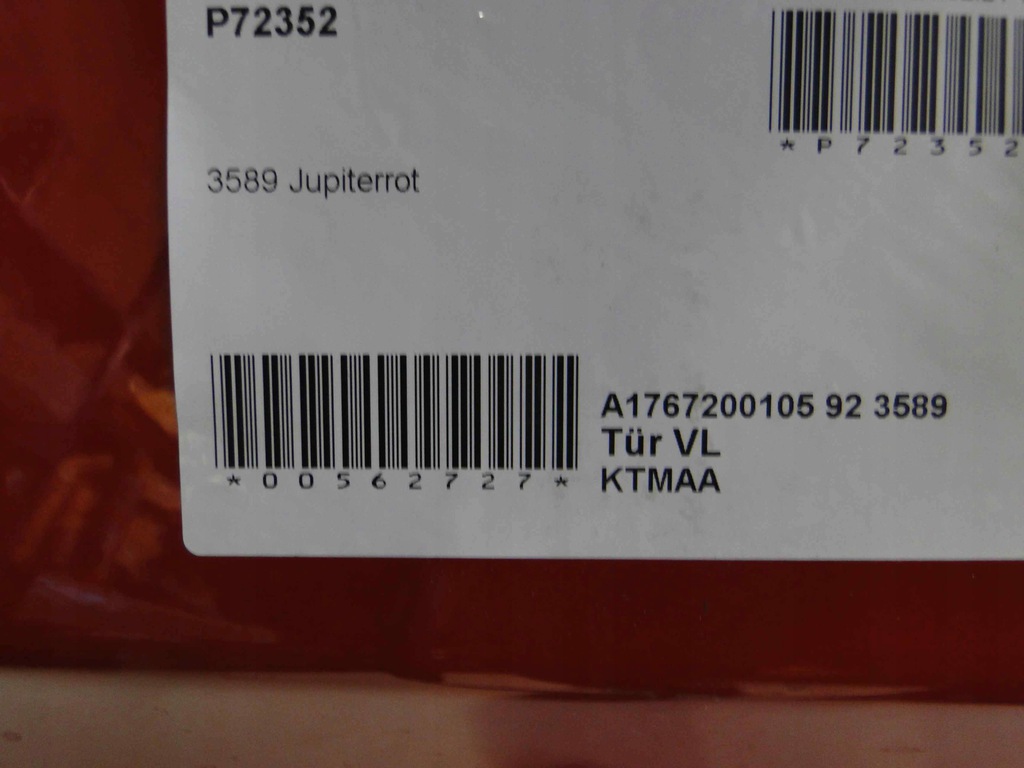 P72352
*P72352
3589 Jupiterrot
*00562727*
A1767200105 92 3589
Tür VL
KTMAA